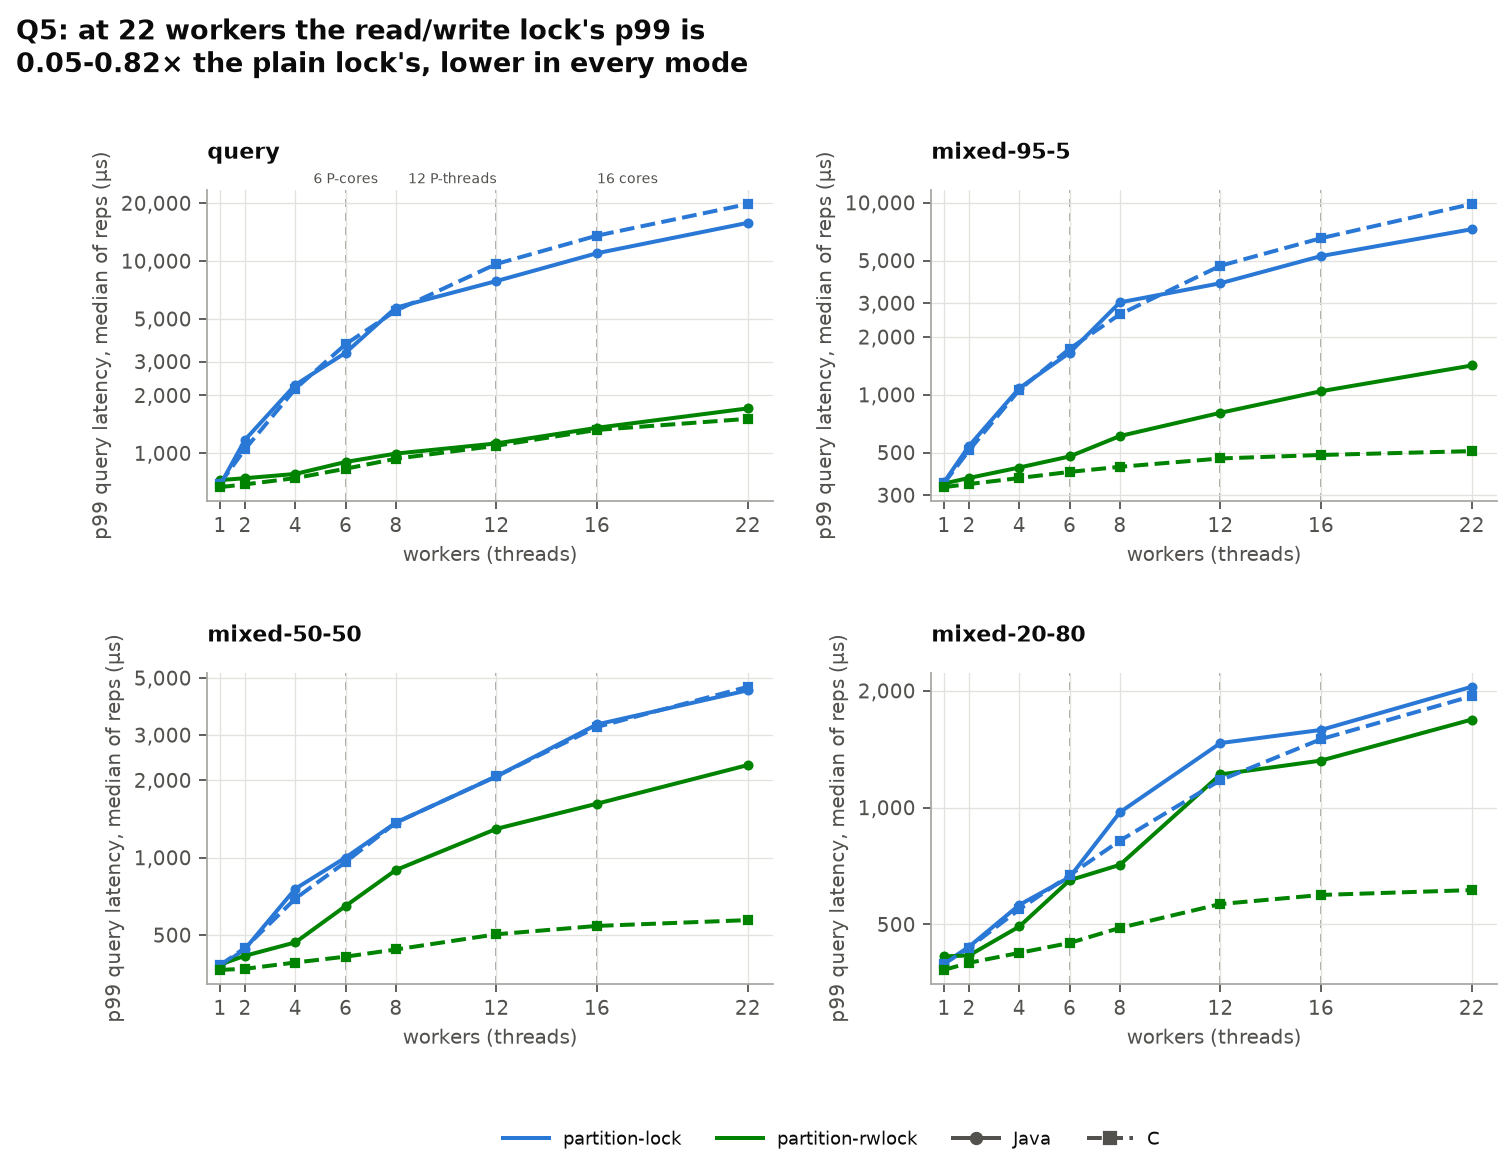 Q5: at 22 workers the read/write lock's p99 is
0.05-0.82× the plain lock's, lower in every mode
query
6 P-cores
12 P-threads
16 cores
p99 query latency, median of reps (µs)
20,000
10,000
5,000
3,000
2,000
1,000
1 2 4 6 8 12 16 22
workers (threads)
mixed-95-5
p99 query latency, median of reps (µs)
10,000
5,000
3,000
2,000
1,000
500
300
1 2 4 6 8 12 16 22
workers (threads)
mixed-50-50
p99 query latency, median of reps (µs)
5,000
3,000
2,000
1,000
500
1 2 4 6 8 12 16 22
workers (threads)
mixed-20-80
p99 query latency, median of reps (µs)
2,000
1,000
500
1 2 4 6 8 12 16 22
workers (threads)
partition-lock partition-rwlock Java C